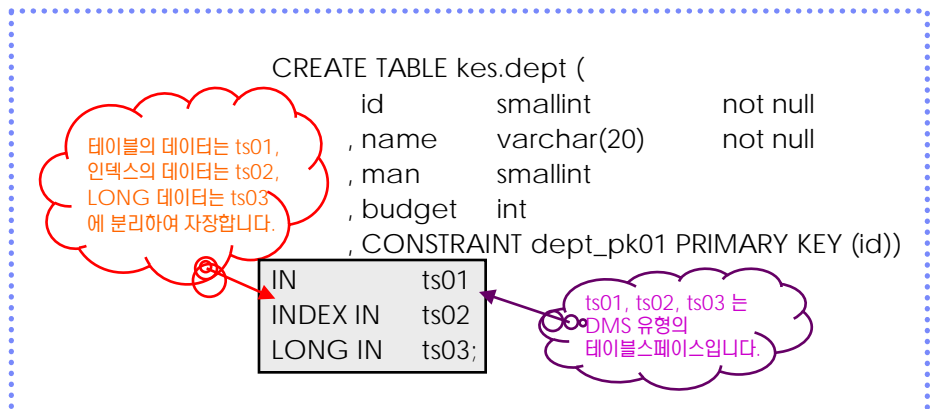 CREATE TABLE kes.dept (
id smallint not null
, name varchar(20) not null
, man smallint
, budget int
, CONSTRAINT dept_pk01 PRIMARY KEY (id))
IN ts01
INDEX IN ts02
LONG IN ts03;
테이블의 데이터는 ts01,
인덱스의 데이터는 ts02,
LONG 데이터는 ts03
에 분리하여 자장합니다.
ts01, ts02, ts03 는
DMS 유형의
테이블스페이스입니다.